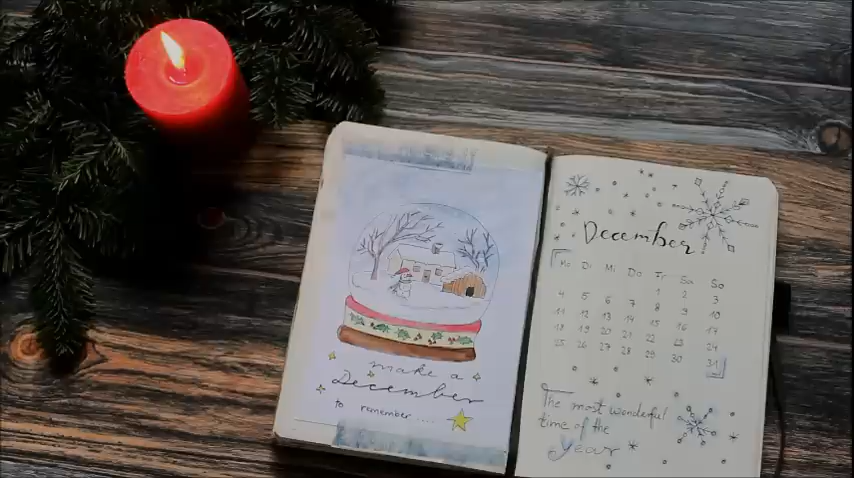 make a
December
to remember....
December
Mo Di Mi Do Fr Sa So
1 2 3
4 5 6 7 8 9 10
11 12 13 14 15 16 17
18 19 20 21 22 23 24
25 26 27 28 29 30 31
The most wonderful
time of the
year